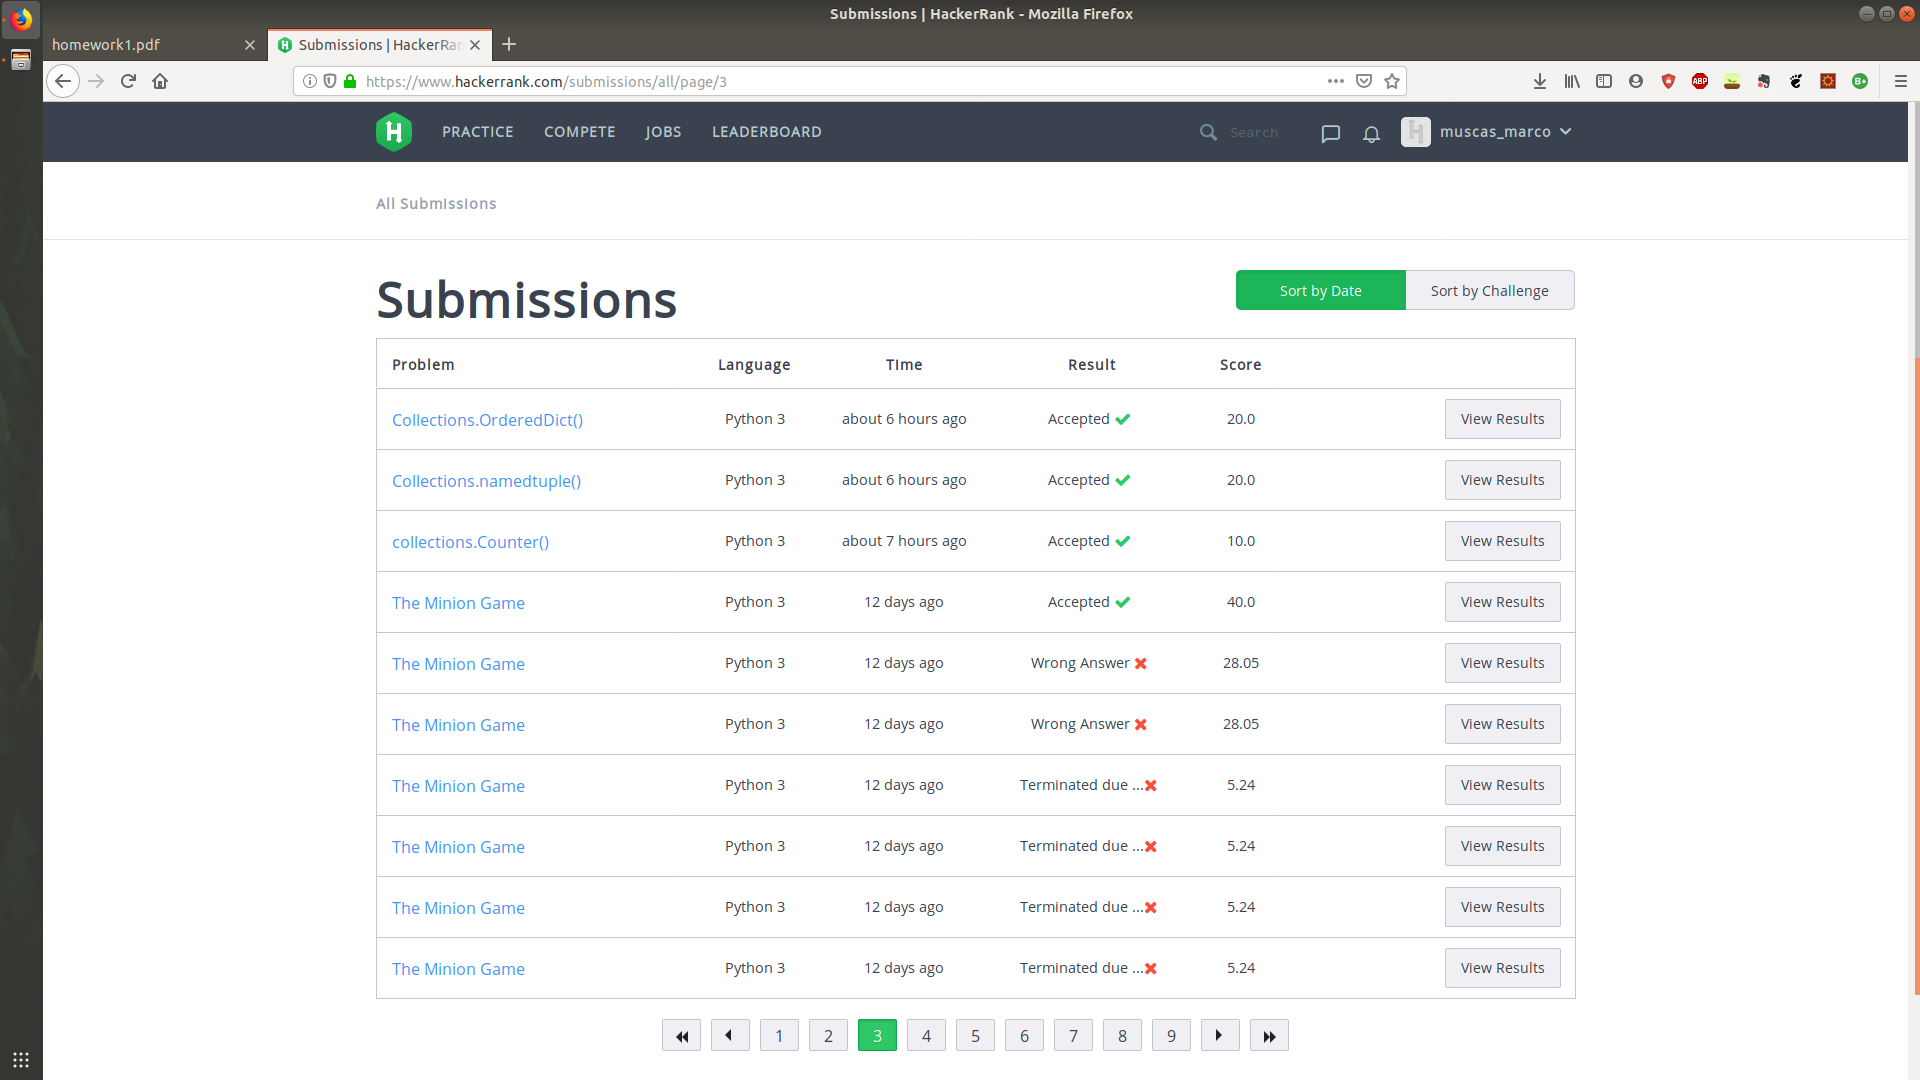 Submissions | HackerRank - Mozilla Firefox
homework1.pdf
Submissions | HackerRan
https://www.hackerrank.com/submissions/all/page/3
ABP
B+
H
PRACTICE COMPETE JOBS LEADERBOARD Search muscas_marco
All Submissions
Submissions
Sort by Date Sort by Challenge
Problem Language Time Result Score
Collections.OrderedDict() Python 3 about 6 hours ago Accepted 20.0 View Results
Collections.namedtuple() Python 3 about 6 hours ago Accepted 20.0 View Results
collections.Counter() Python 3 about 7 hours ago Accepted 10.0 View Results
The Minion Game Python 3 12 days ago Accepted 40.0 View Results
The Minion Game Python 3 12 days ago Wrong Answer 28.05 View Results
The Minion Game Python 3 12 days ago Wrong Answer 28.05 View Results
The Minion Game Python 3 12 days ago Terminated due ... 5.24 View Results
The Minion Game Python 3 12 days ago Terminated due ... 5.24 View Results
The Minion Game Python 3 12 days ago Terminated due ... 5.24 View Results
The Minion Game Python 3 12 days ago Terminated due ... 5.24 View Results
1 2 3 4 5 6 7 8 9